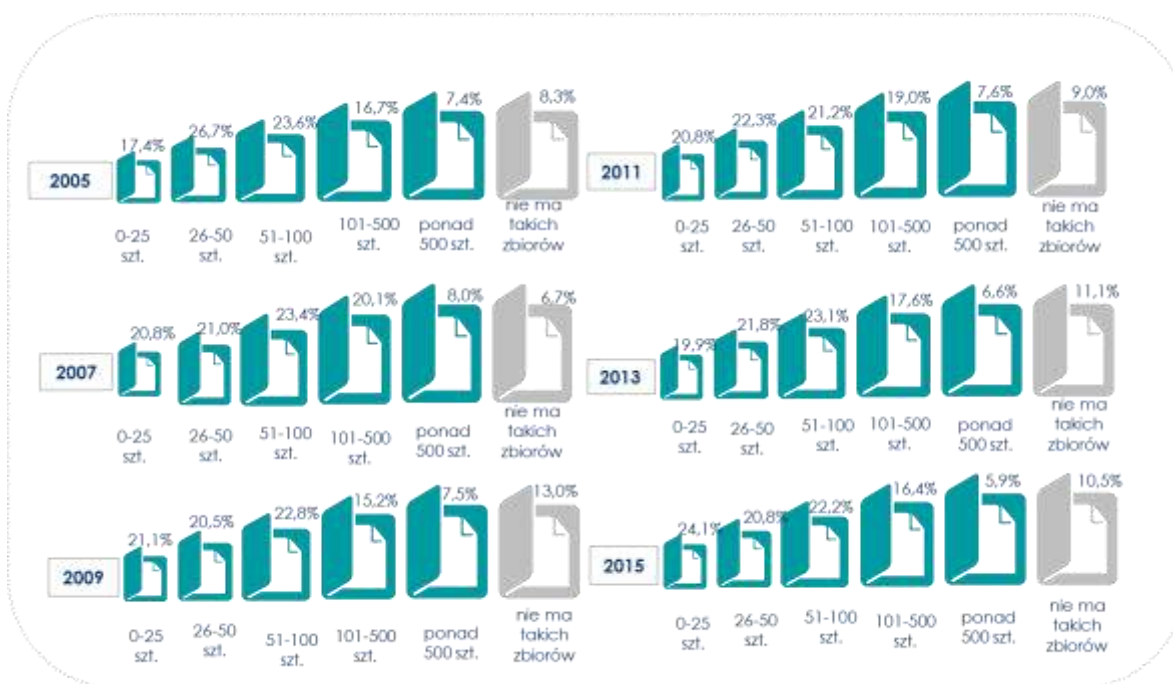 17,4% 26,7% 23,6% 16,7% 7,4% 8,3%
2005
0-25 szt. 26-50 szt. 51-100 szt. 101-500 szt. ponad 500 szt. nie ma takich zbiorów
20,8% 22,3% 21,2% 19,0% 7,6% 9,0%
2011
0-25 szt. 26-50 szt. 51-100 szt. 101-500 szt. ponad 500 szt. nie ma takich zbiorów
20,8% 21,0% 23,4% 20,1% 8,0% 6,7%
2007
0-25 szt. 26-50 szt. 51-100 szt. 101-500 szt. ponad 500 szt. nie ma takich zbiorów
19,9% 21,8% 23,1% 17,6% 6,6% 11,1%
2013
0-25 szt. 26-50 szt. 51-100 szt. 101-500 szt. ponad 500 szt. nie ma takich zbiorów
21,1% 20,5% 22,8% 15,2% 7,5% 13,0%
2009
0-25 szt. 26-50 szt. 51-100 szt. 101-500 szt. ponad 500 szt. nie ma takich zbiorów
24,1% 20,8% 22,2% 16,4% 5,9% 10,5%
2015
0-25 szt. 26-50 szt. 51-100 szt. 101-500 szt. ponad 500 szt. nie ma takich zbiorów